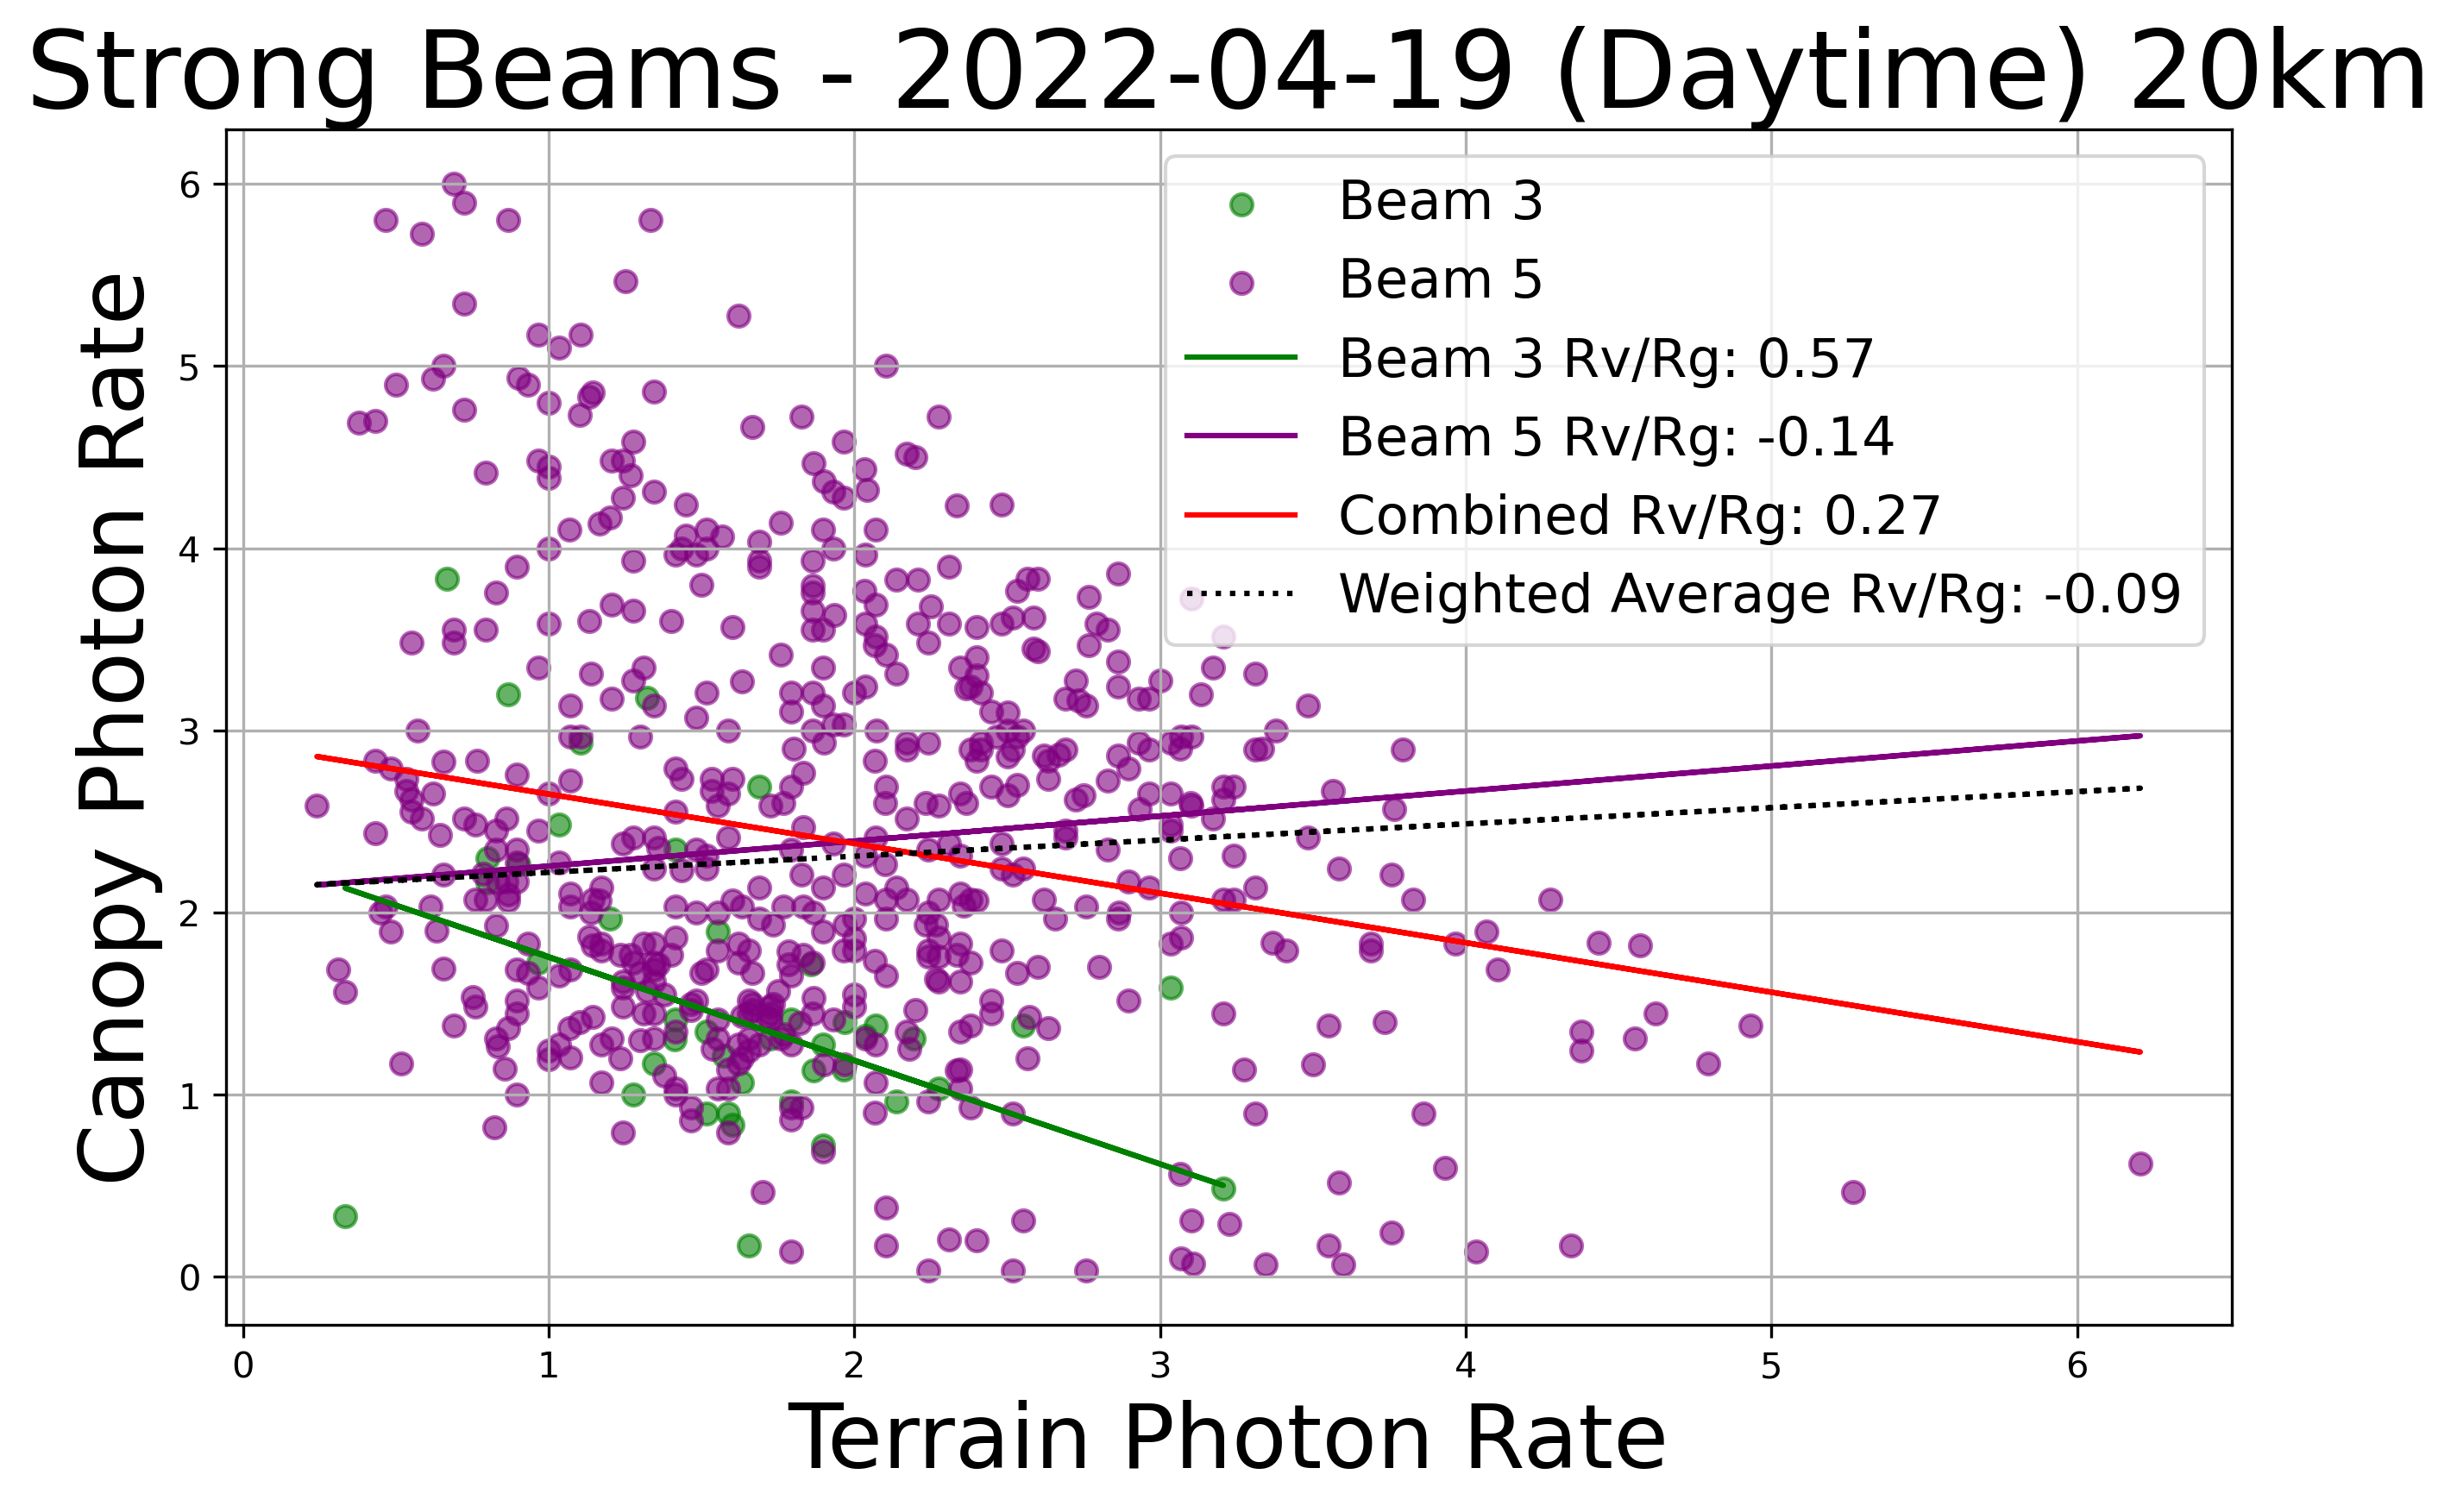 Strong Beams - 2022-04-19 (Daytime) 20km
Canopy Photon Rate
6
5
4
3
2
1
0
Beam 3
Beam 5
Beam 3 Rv/Rg: 0.57
Beam 5 Rv/Rg: -0.14
Combined Rv/Rg: 0.27
Weighted Average Rv/Rg: -0.09
0 1 2 3 4 5 6
Terrain Photon Rate